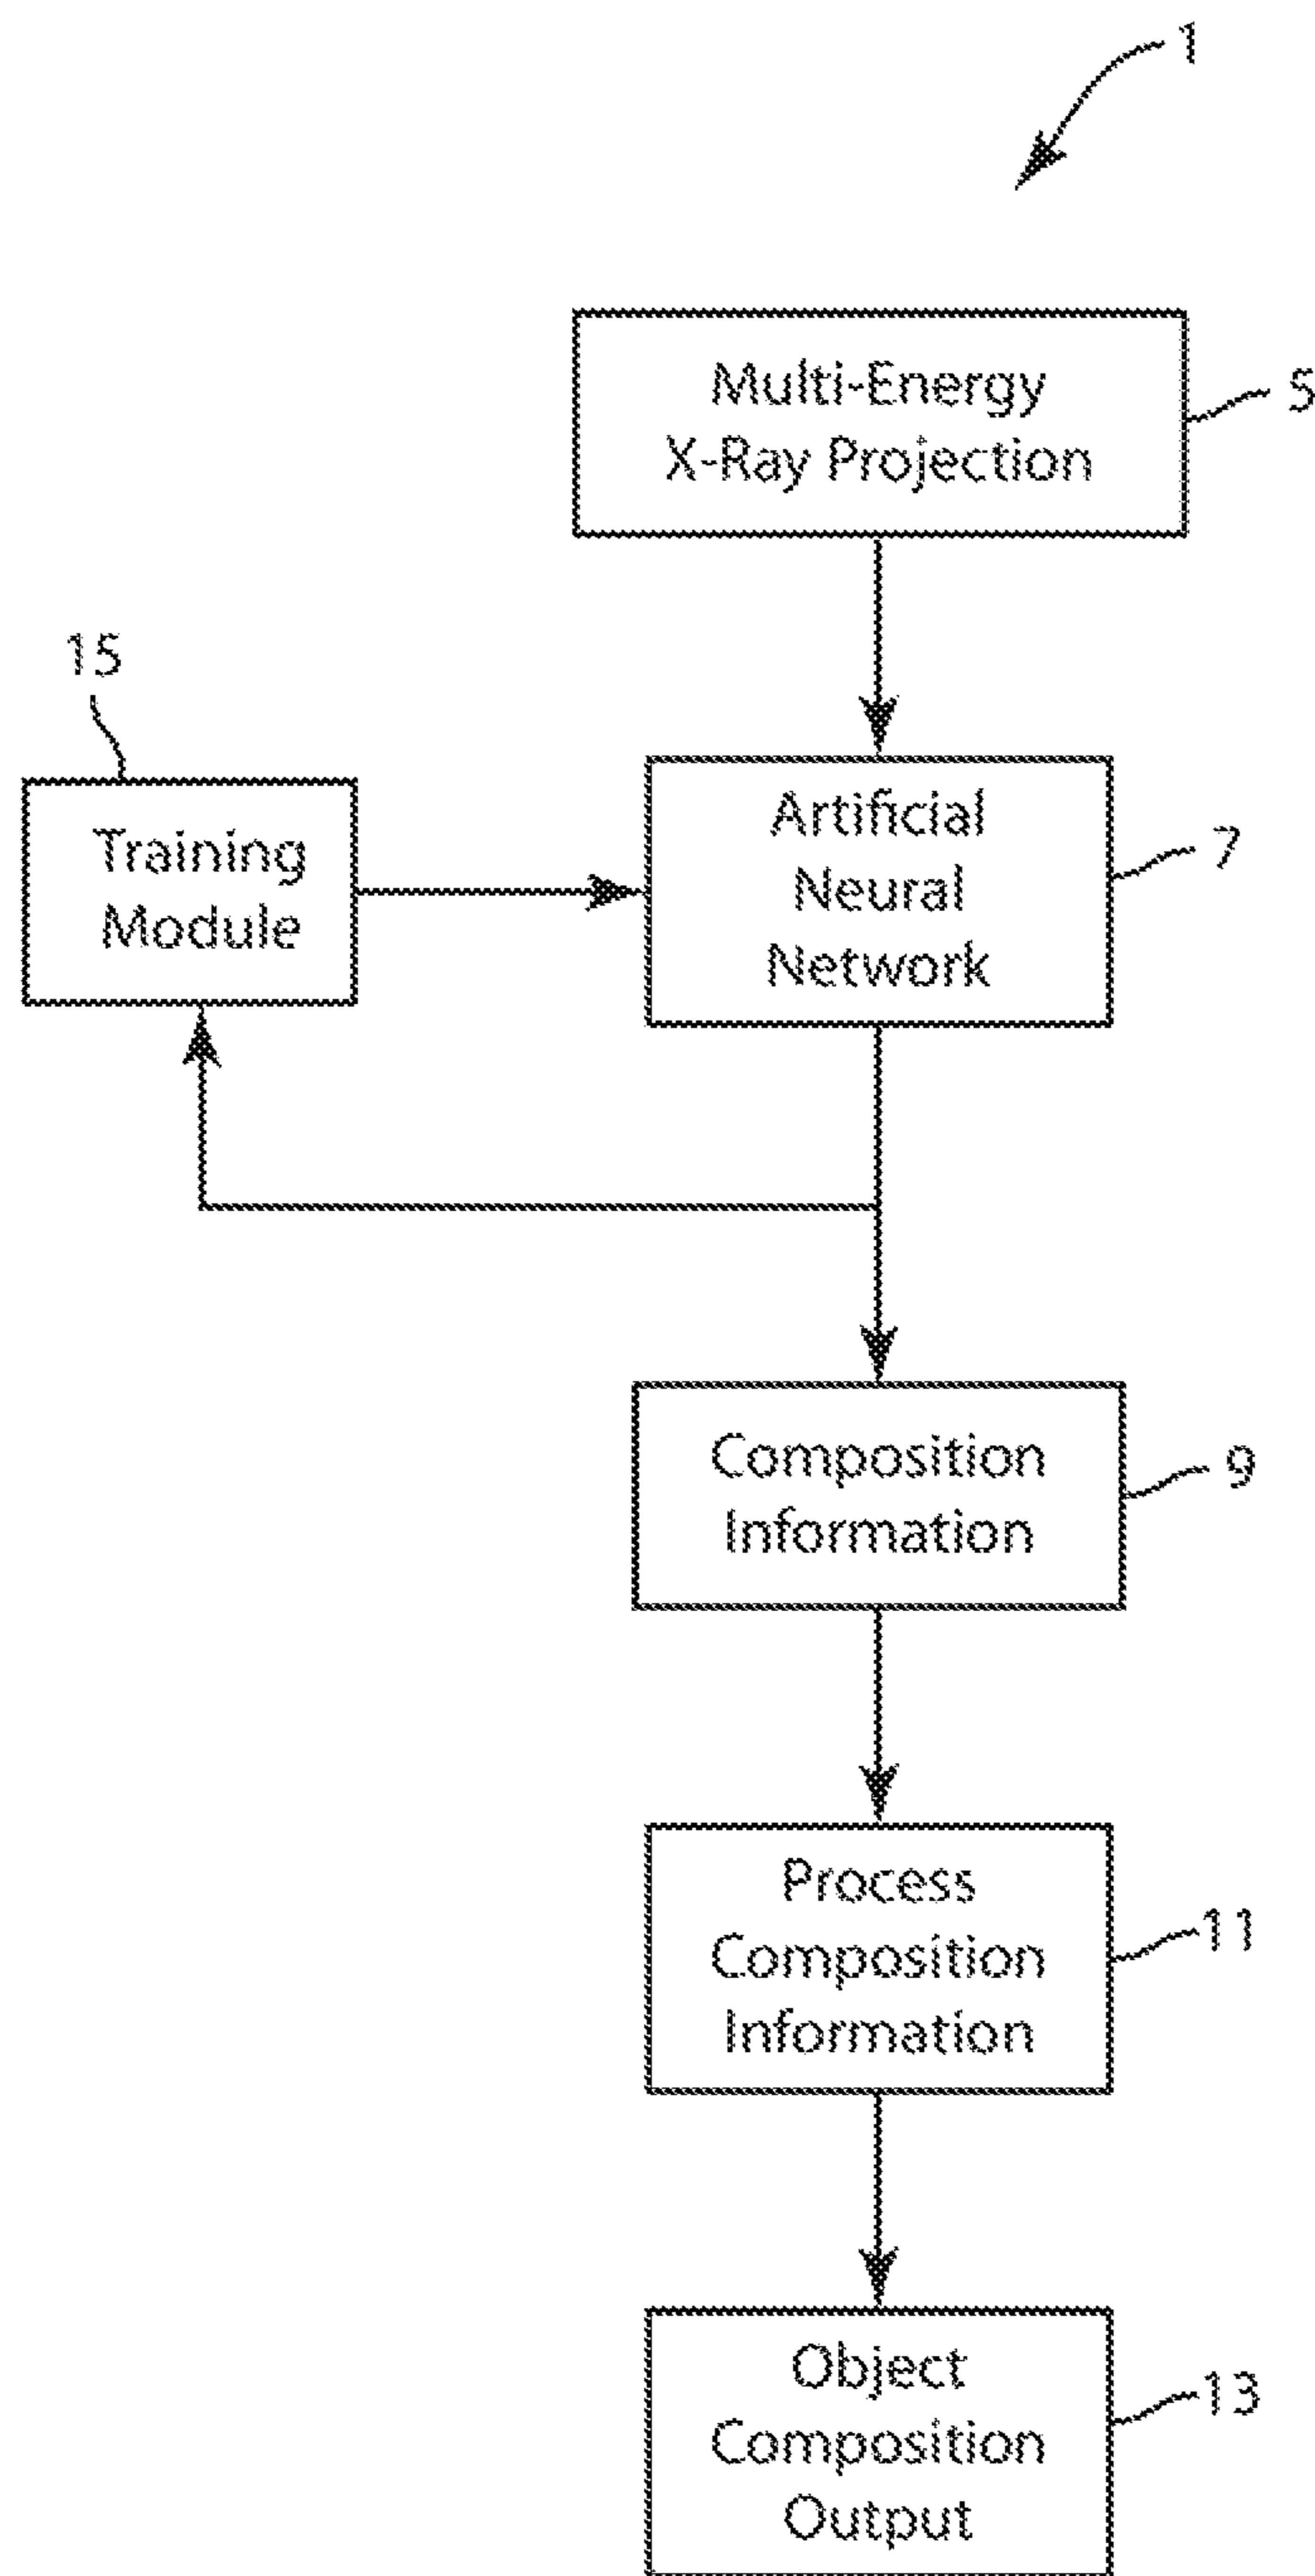 1
Multi-Energy
X-Ray Projection
5
15
Training
Module
Artificial
Neural
Network
7
Composition
Information
9
Process
Composition
Information
11
Object
Composition
Output
13